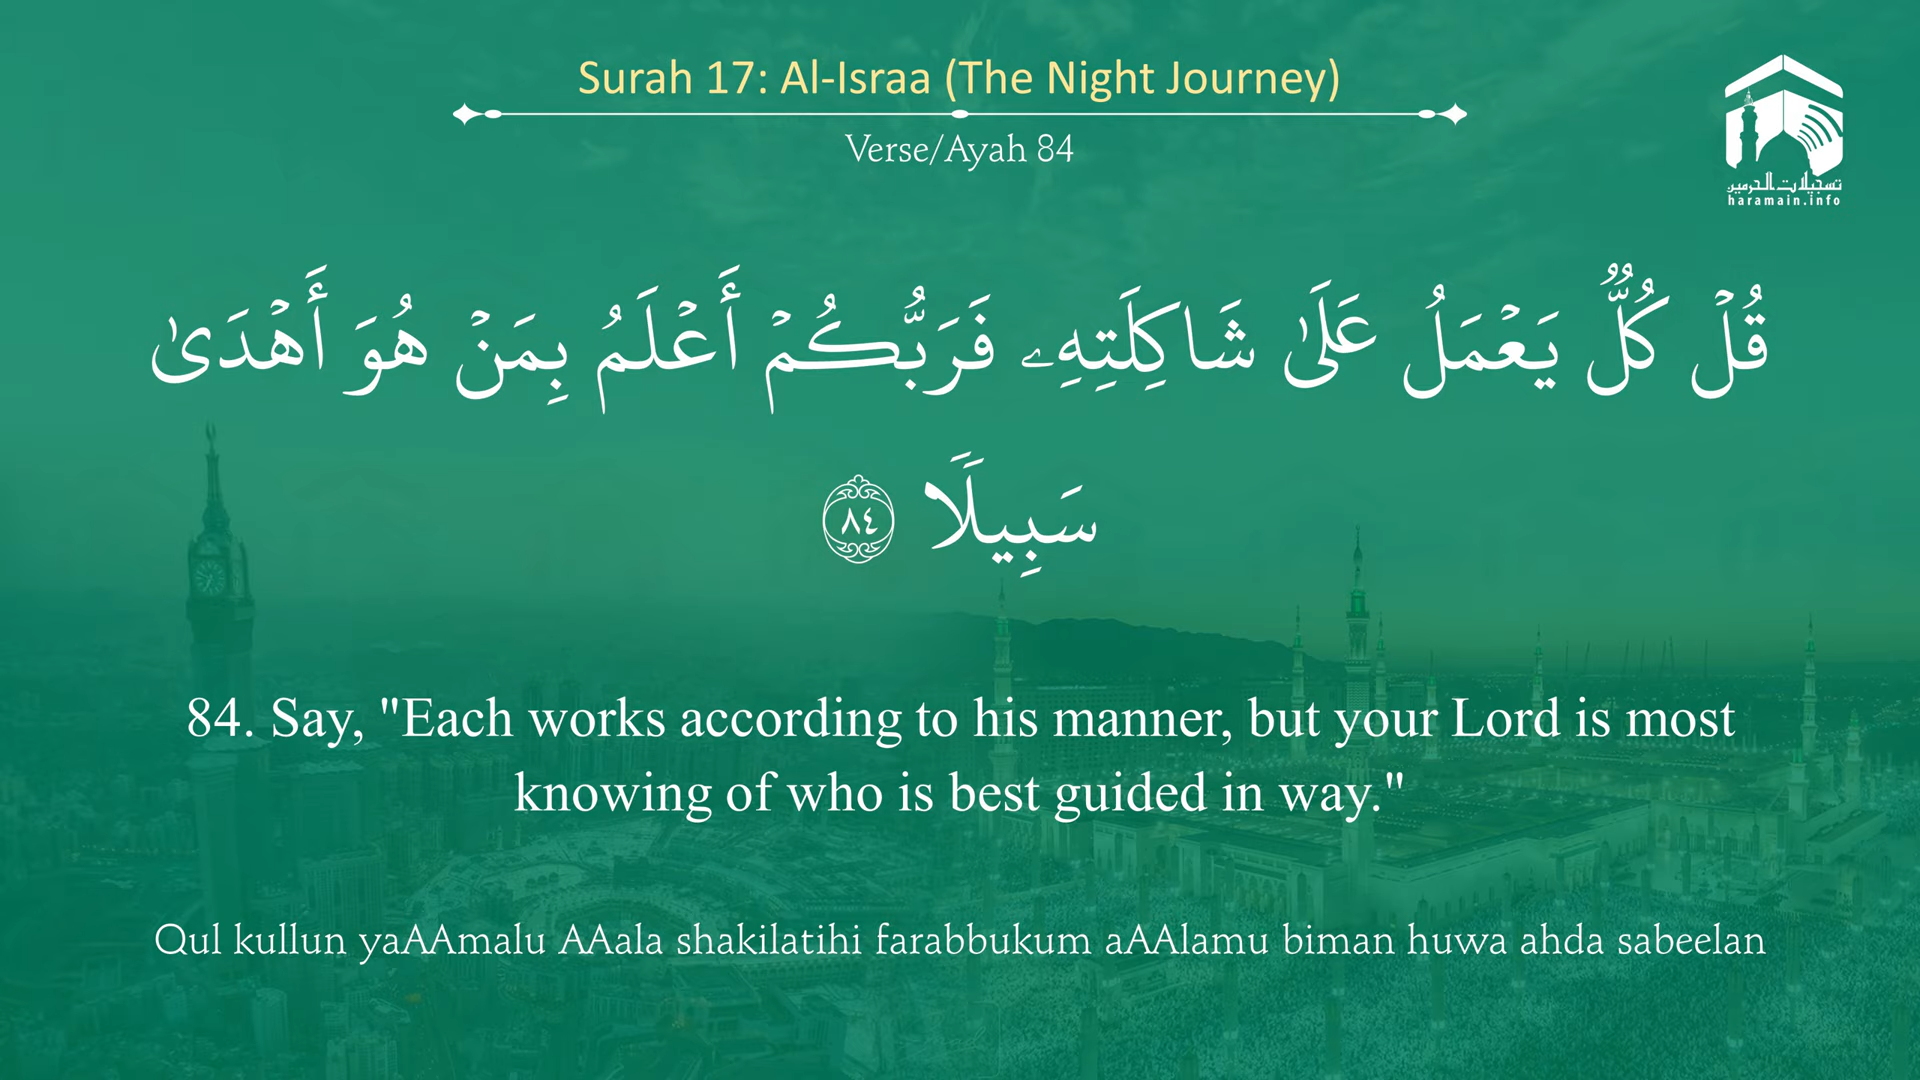 Surah 17: Al-Israa (The Night Journey)
Verse/Ayah 84
تسجيلات الحرمين
haramain.info
قُلۡ كُلّٞ يَعۡمَلُ عَلَىٰ شَاكِلَتِهِۦ فَرَبُّكُمۡ أَعۡلَمُ بِمَنۡ هُوَ أَهۡدَىٰ
سَبِيلٗا ٨٤
84. Say, "Each works according to his manner, but your Lord is most
knowing of who is best guided in way."
Qul kullun yaAAmalu AAala shakilatihi farabbukum aAAlamu biman huwa ahda sabeelan